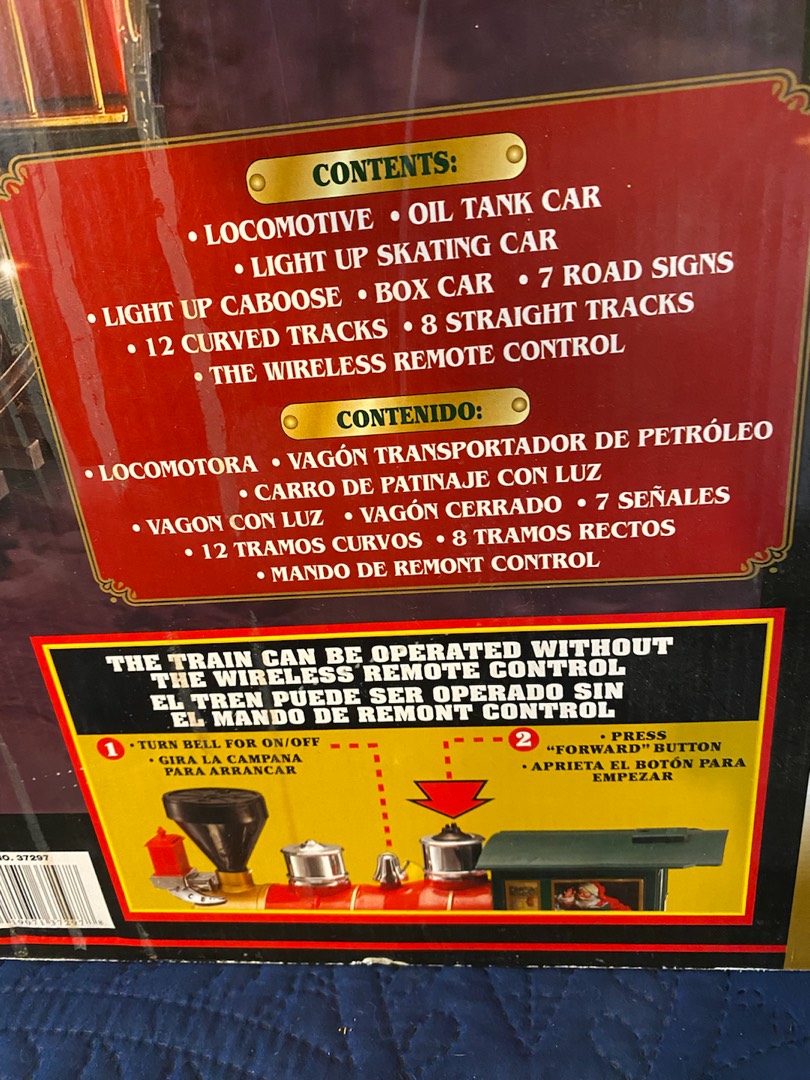 CONTENTS:
• LOCOMOTIVE • OIL TANK CAR
• LIGHT UP SKATING CAR
• LIGHT UP CABOOSE • BOX CAR • 7 ROAD SIGNS
• 12 CURVED TRACKS • 8 STRAIGHT TRACKS
• THE WIRELESS REMOTE CONTROL
CONTENIDO:
• LOCOMOTORA • VAGÓN TRANSPORTADOR DE PETRÓLEO
• CARRO DE PATINAJE CON LUZ
• VAGON CON LUZ • VAGÓN CERRADO • 7 SEÑALES
• 12 TRAMOS CURVOS • 8 TRAMOS RECTOS
• MANDO DE REMONT CONTROL
THE TRAIN CAN BE OPERATED WITHOUT
THE WIRELESS REMOTE CONTROL
EL TREN PUEDE SER OPERADO SIN
EL MANDO DE REMONT CONTROL
1 • TURN BELL FOR ON/OFF
• GIRA LA CAMPANA
PARA ARRANCAR
2 • PRESS
"FORWARD" BUTTON
• APRIETA EL BOTÓN PARA
EMPEZAR
37297